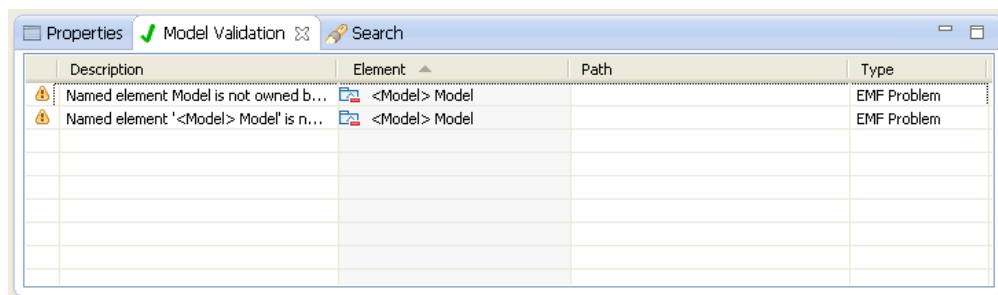 Properties Model Validation Search
Description Element Path Type
Named element Model is not owned b... <Model> Model EMF Problem
Named element '<Model> Model' is n... <Model> Model EMF Problem